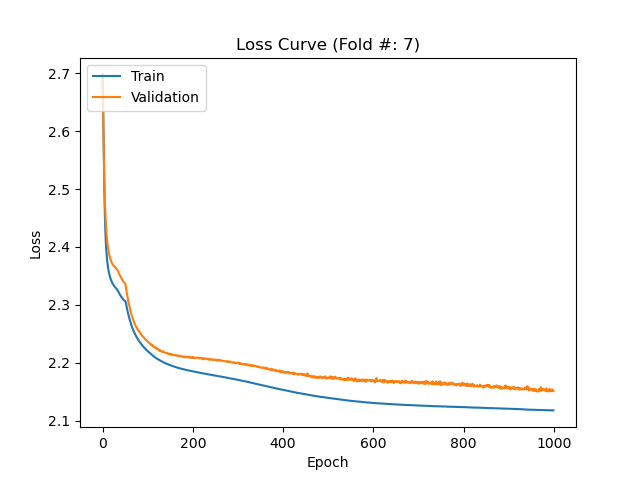 Loss Curve (Fold #: 7)
Train
Validation
2.7
2.6
2.5
2.4
2.3
2.2
2.1
Loss
0 200 400 600 800 1000
Epoch